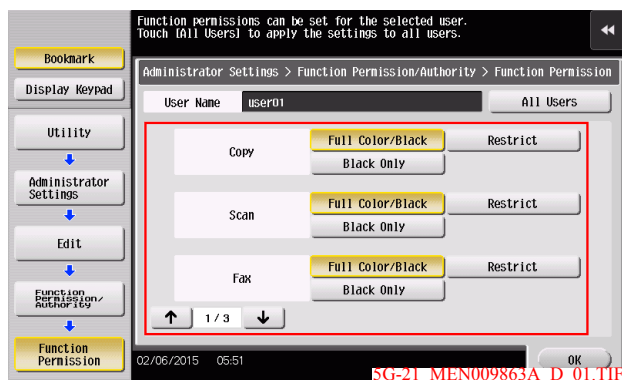 Function permissions can be set for the selected user.
Touch [All Users] to apply the settings to all users.
Bookmark
Display Keypad
Utility
Administrator
Settings
Edit
Function
Permission/
Authority
Function
Permission
Administrator Settings > Function Permission/Authority > Function Permission
User Name user01 All Users
Copy
Full Color/Black Restrict
Black Only
Scan
Full Color/Black Restrict
Black Only
Fax
Full Color/Black Restrict
Black Only
↑ 1/ 3 ↓
02/06/2015 05:51
OK
5G-21_MEN009863A_D_01.TIF